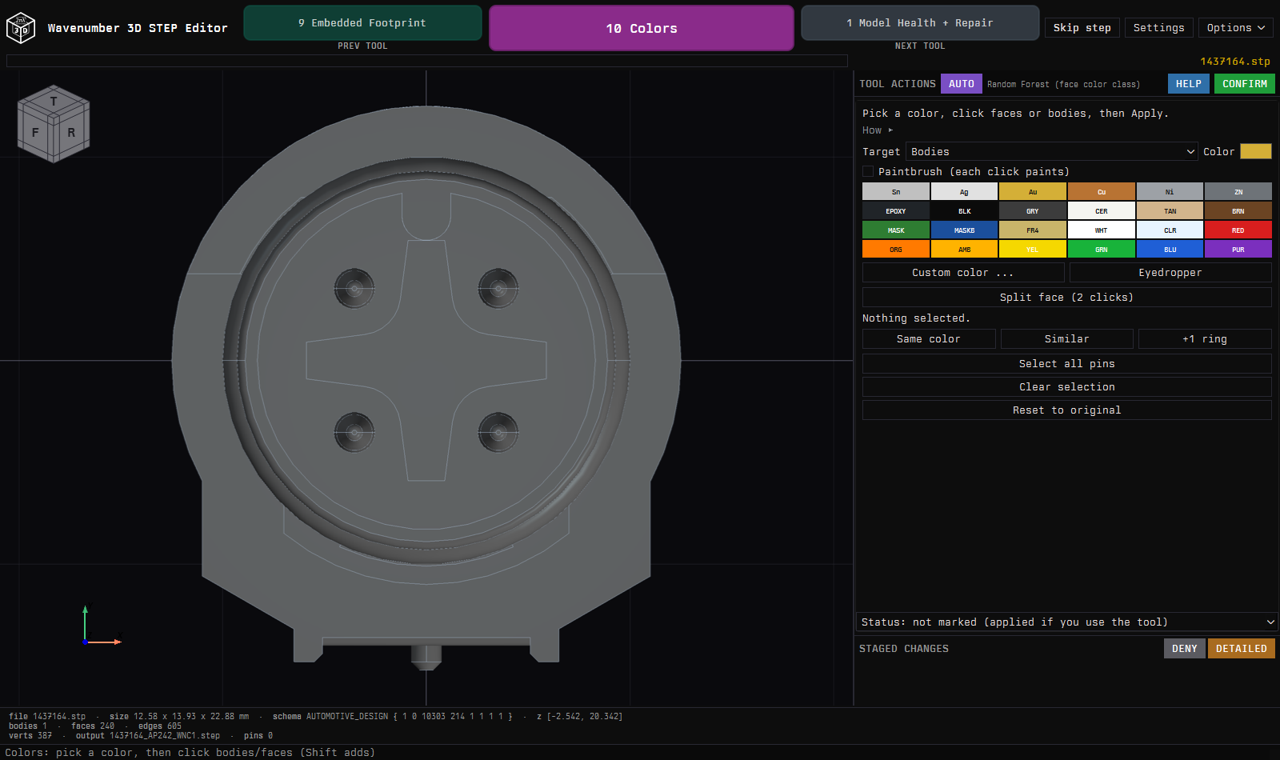 Wavenumber 3D STEP Editor
9 Embedded Footprint
PREV TOOL
10 Colors
1 Model Health + Repair
NEXT TOOL
Skip step
Settings
Options
1437164.stp
T
F
R
TOOL ACTIONS
AUTO
Random Forest (face color class)
HELP
CONFIRM
Pick a color, click faces or bodies, then Apply.
How ▸
Target
Bodies
Color
Paintbrush (each click paints)
Sn Ag Au Cu Ni ZN
EPOXY BLK GRY CER TAN BRN
MASK MASKB FR4 WHT CLR RED
ORG AMB YEL GRN BLU PUR
Custom color ...
Eyedropper
Split face (2 clicks)
Nothing selected.
Same color
Similar
+1 ring
Select all pins
Clear selection
Reset to original
Status: not marked (applied if you use the tool)
STAGED CHANGES
DENY
DETAILED
file 1437164.stp · size 12.58 x 13.93 x 22.88 mm · schema AUTOMOTIVE_DESIGN { 1 0 10303 214 1 1 1 1 } · z [-2.542, 20.342]
bodies 1 · faces 240 · edges 605
verts 387 · output 1437164_AP242_WNC1.step · pins 0
Colors: pick a color, then click bodies/faces (Shift adds)